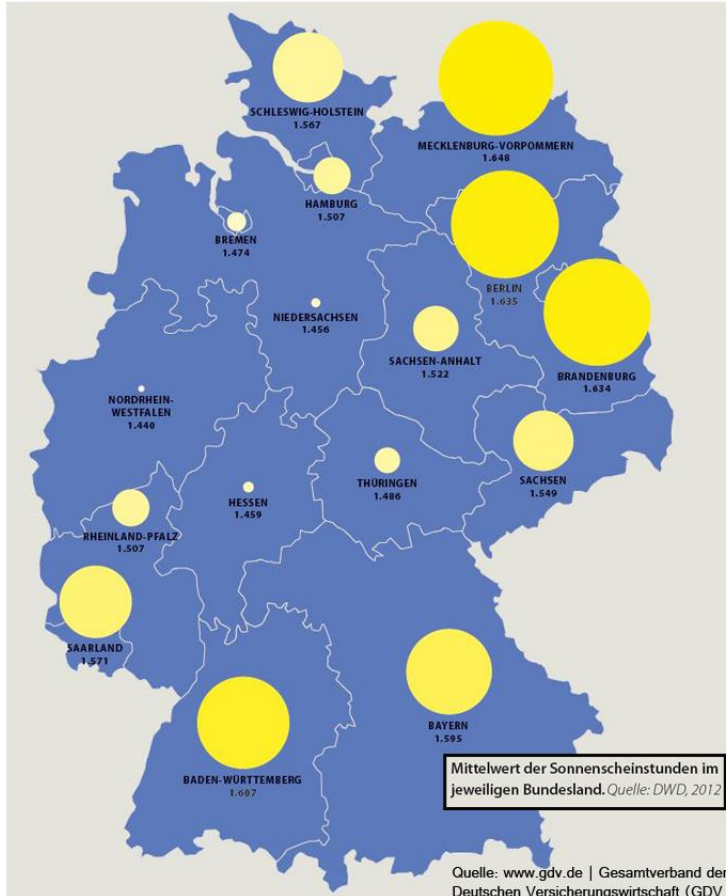 SCHLESWIG-HOLSTEIN
1.567
MECKLENBURG-VORPOMMERN
1.648
HAMBURG
1.507
BREMEN
1.474
BERLIN
1.635
NIEDERSACHSEN
1.456
SACHSEN-ANHALT
1.522
BRANDENBURG
1.634
NORDRHEIN-
WESTFALEN
1.440
HESSEN
1.459
THÜRINGEN
1.486
SACHSEN
1.549
RHEINLAND-PFALZ
1.507
SAARLAND
1.571
BAYERN
1.595
BADEN-WÜRTTEMBERG
1.607
Mittelwert der Sonnenscheinstunden im
jeweiligen Bundesland. Quelle: DWD, 2012
Quelle: www.gdv.de | Gesamtverband der
Deutschen Versicherungswirtschaft (GDV